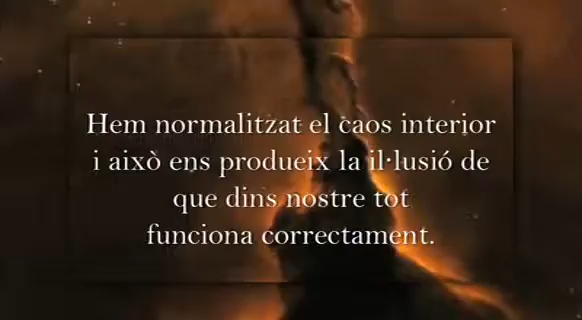 Hem normalitzat el caos interior
i això ens produeix la il·lusió de
que dins nostre tot
funciona correctament.